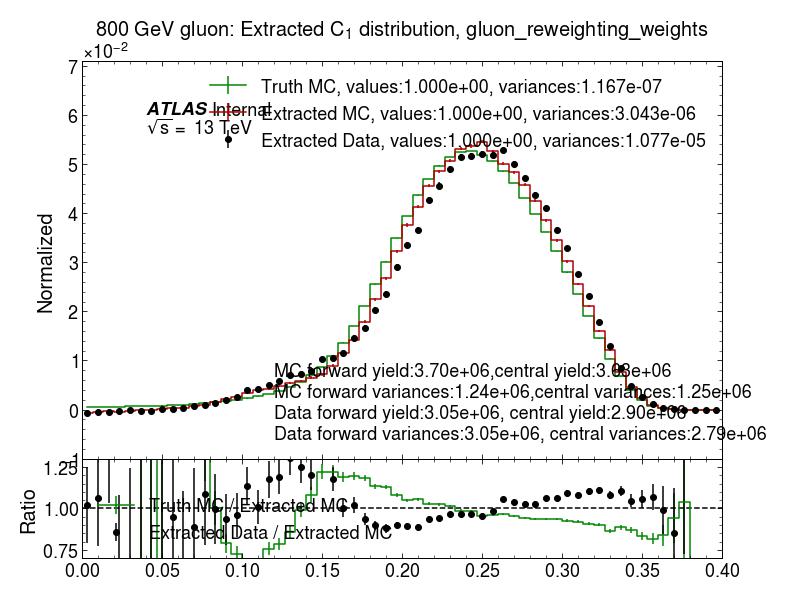 800 GeV gluon: Extracted C₁ distribution, gluon_reweighting_weights
×10⁻²
7
6
5
4
3
2
1
0
Normalized
ATLAS Internal
√s = 13 TeV
Truth MC, values:1.000e+00, variances:1.167e-07
Extracted MC, values:1.000e+00, variances:3.043e-06
Extracted Data, values:1.000e+00, variances:1.077e-05
MC forward yield:3.70e+06,central yield:3.63e+06
MC forward variances:1.24e+06,central variances:1.25e+06
Data forward yield:3.05e+06, central yield:2.90e+06
Data forward variances:3.05e+06, central variances:2.79e+06
1
1.25
1.00
0.75
Ratio
Truth MC / Extracted MC
Extracted Data / Extracted MC
0.00 0.05 0.10 0.15 0.20 0.25 0.30 0.35 0.40